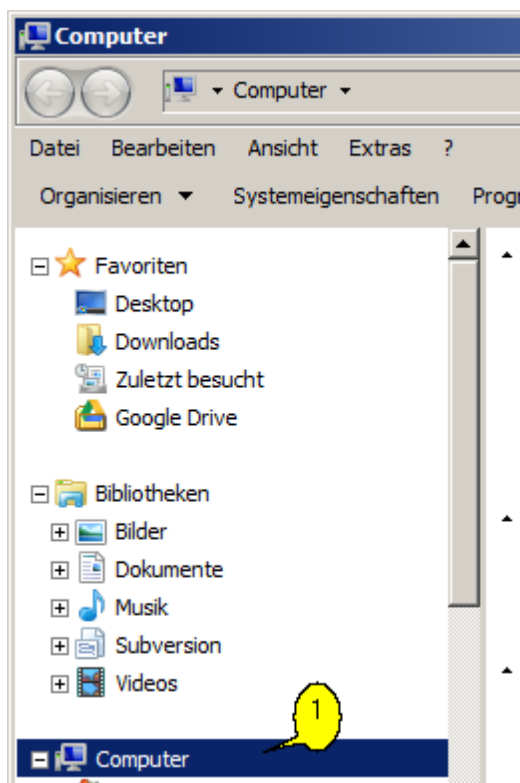 Computer
Computer
Datei Bearbeiten Ansicht Extras ?
Organisieren Systemeigenschaften Progr
Favoriten
Desktop
Downloads
Zuletzt besucht
Google Drive
Bibliotheken
Bilder
Dokumente
Musik
Subversion
Videos
1
Computer